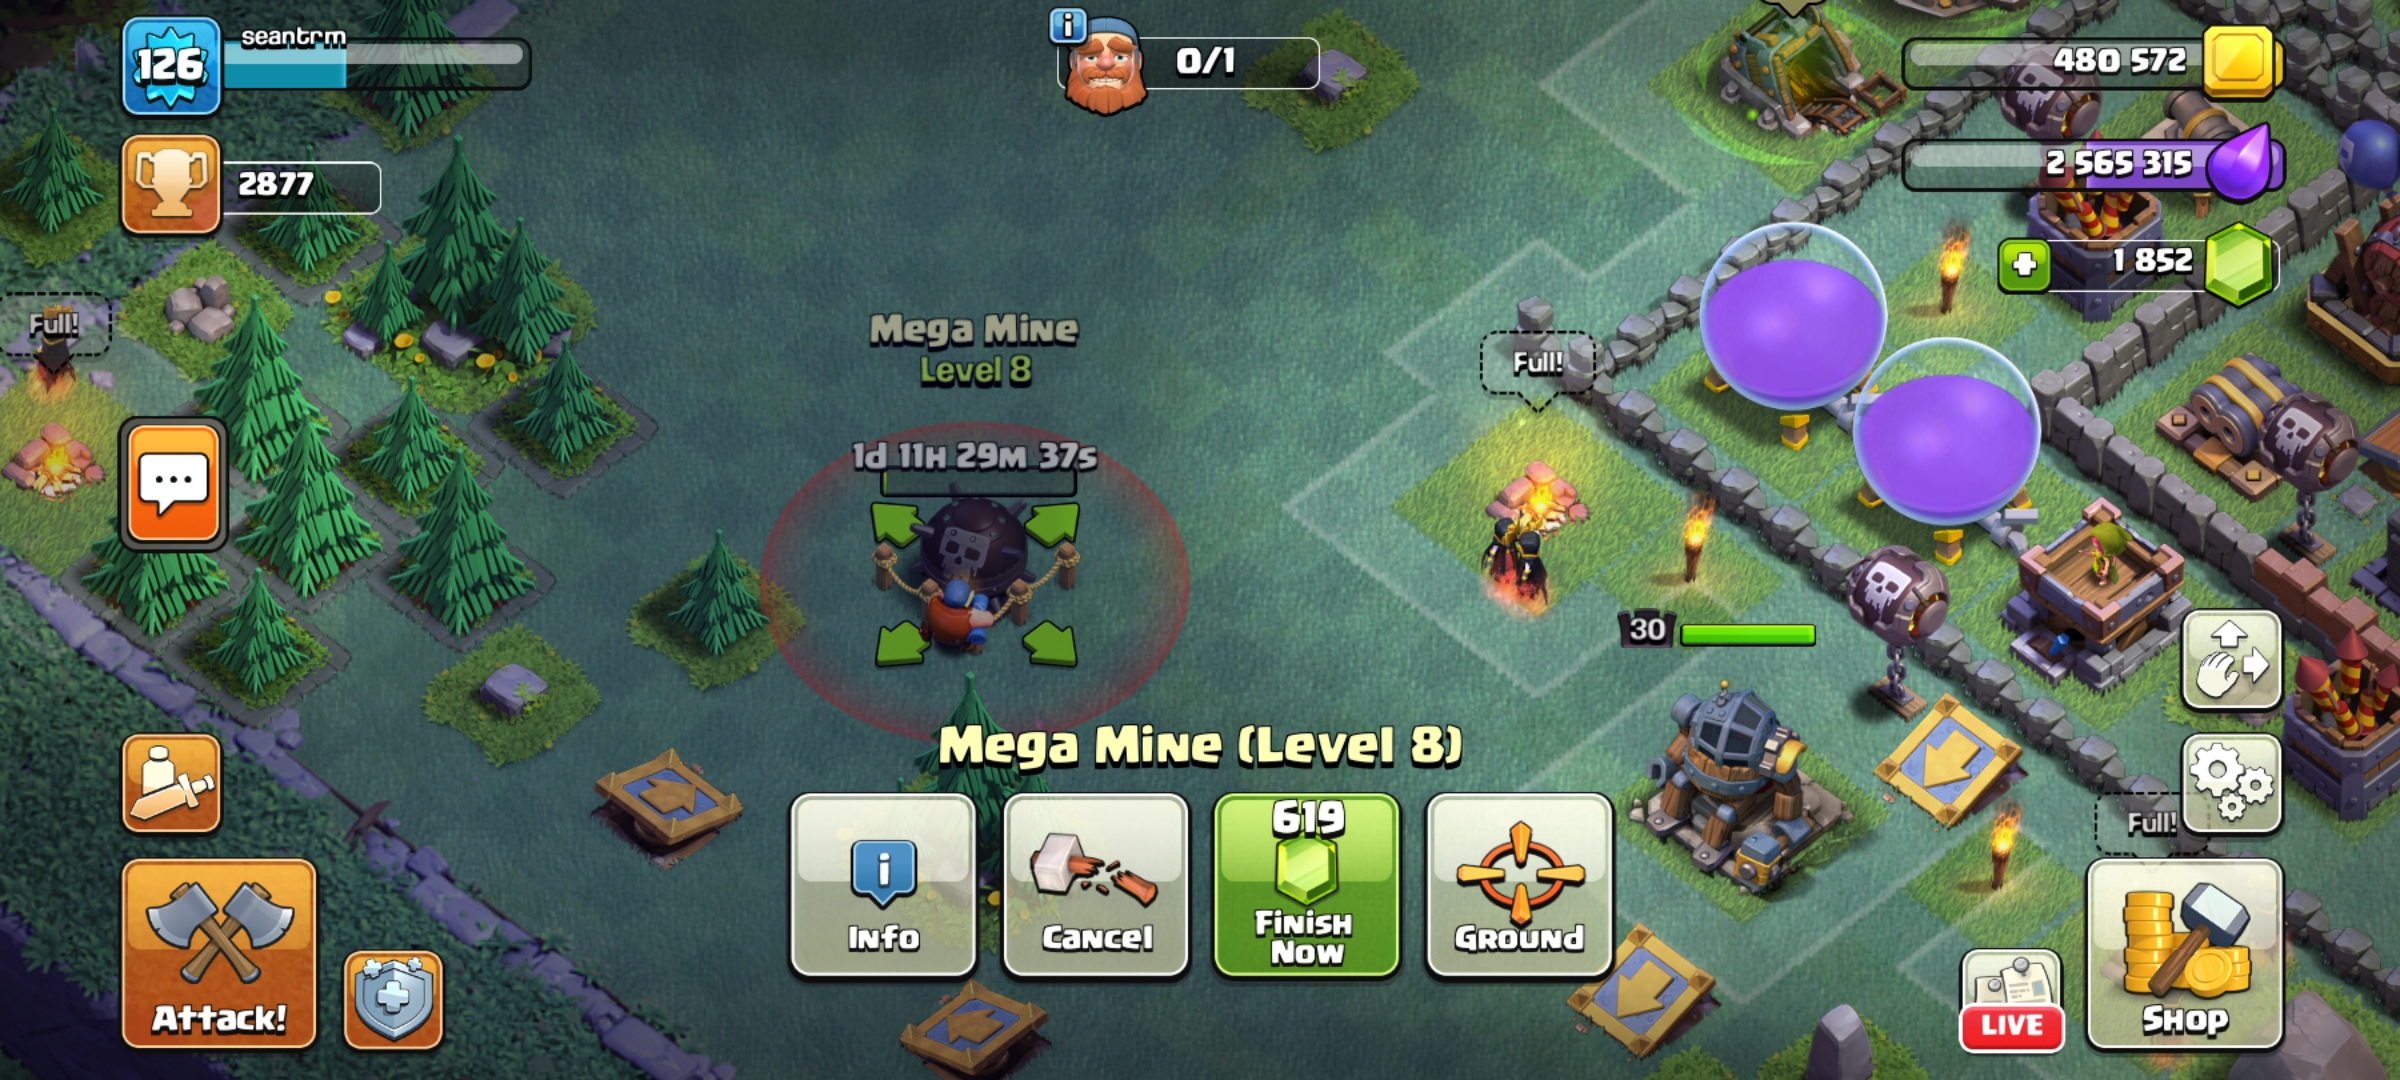 126
seantrm
0/1
480 572
2877
2 565 315
1 852
Full!
Mega Mine
Level 8
Full!
1d 11H 29M 37s
30
Mega Mine (Level 8)
Full!
619
Info
Cancel
Finish
Now
Ground
Attack!
LIVE
Shop